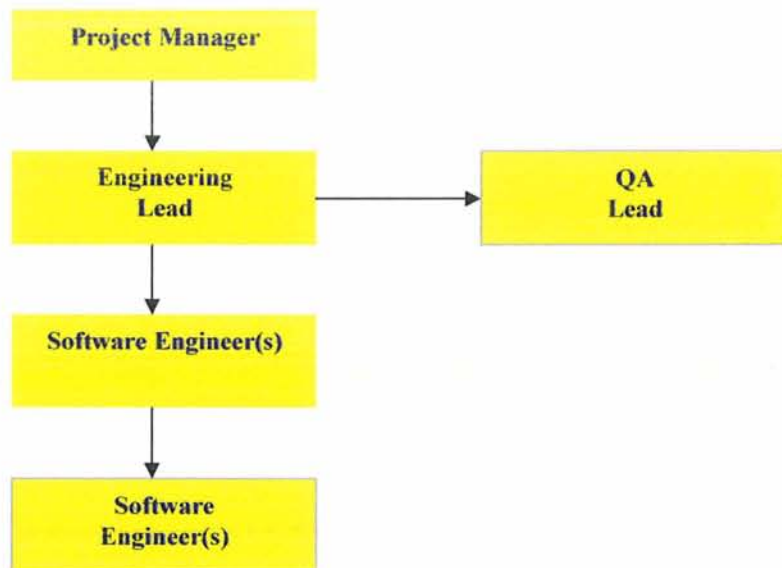 Project Manager
Engineering
Lead
QA
Lead
Software Engineer(s)
Software
Engineer(s)